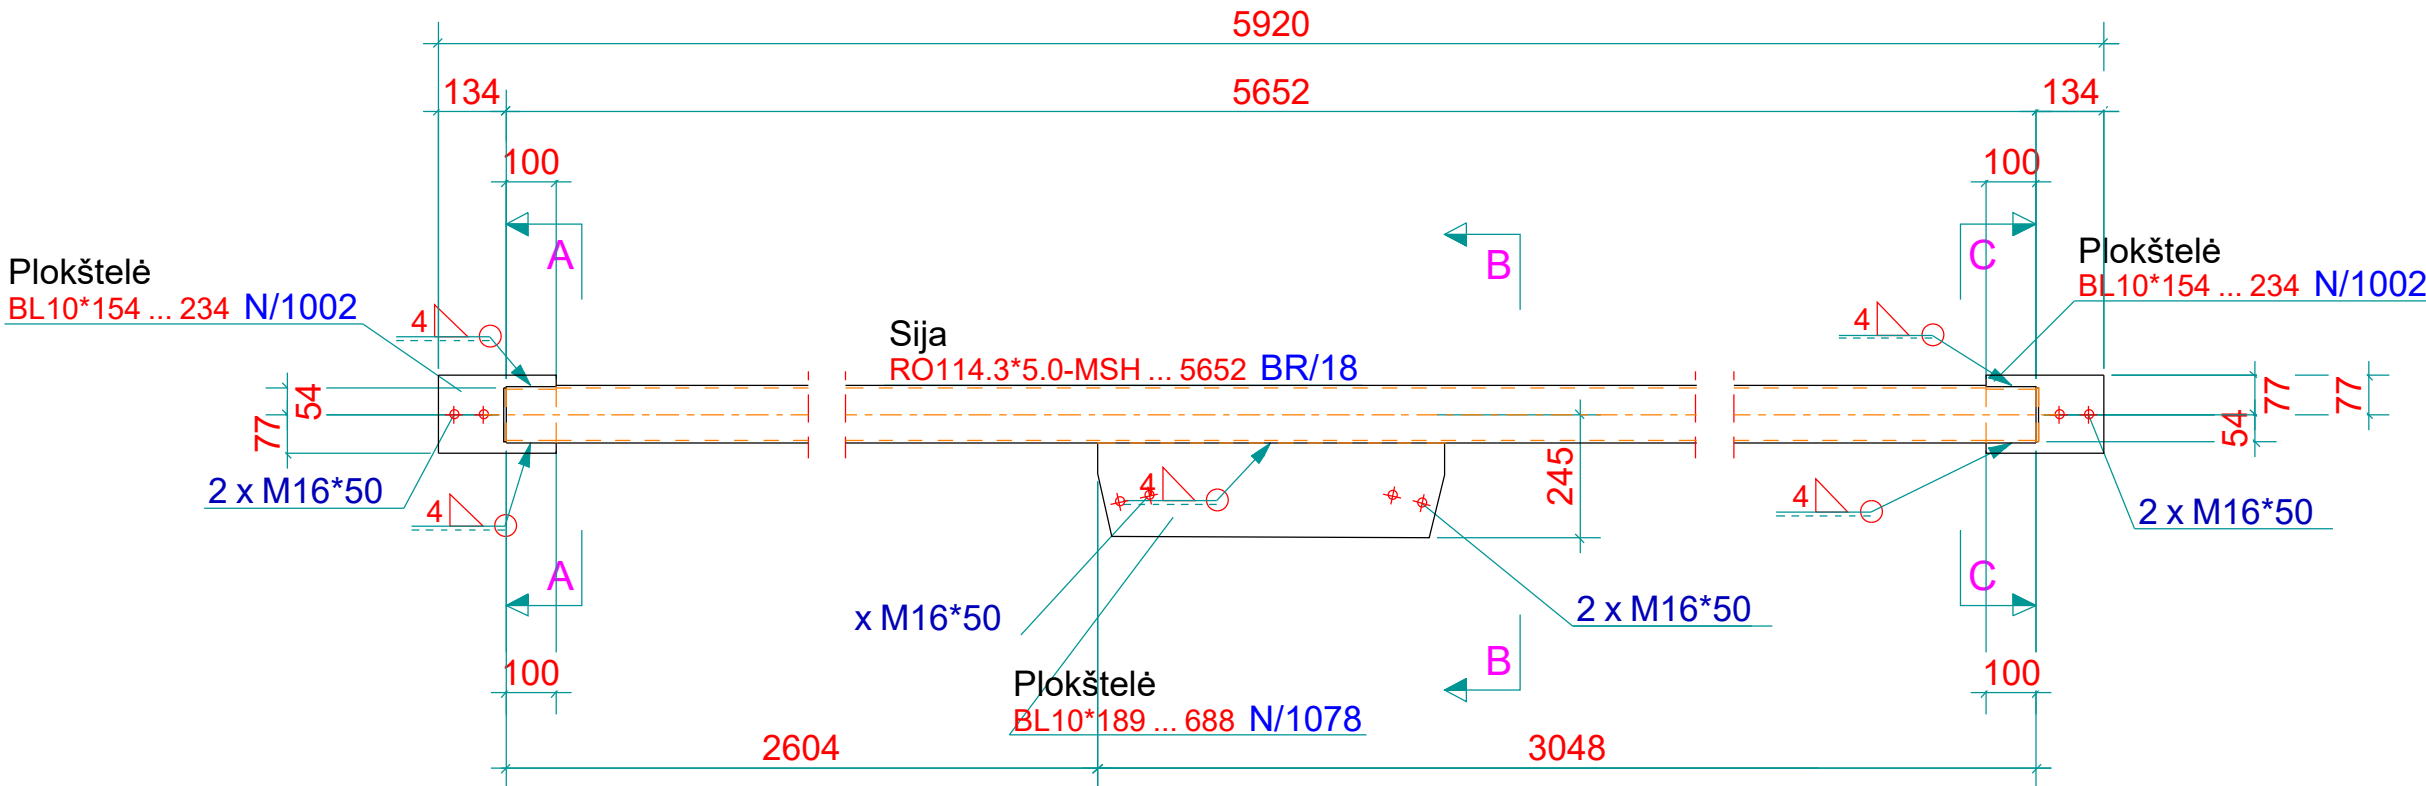 5920
134
5652
134
100
100
A
B
C
Plokštelė
BL10*154 ... 234 N/1002
Plokštelė
BL10*154 ... 234 N/1002
4
4
Sija
RO114.3*5.0-MSH ... 5652 BR/18
54
77
77
77
54
2 x M16*50
4
4
245
4
2 x M16*50
A
C
x M16*50
2 x M16*50
B
100
100
Plokštelė
BL10*189 ... 688 N/1078
2604
3048